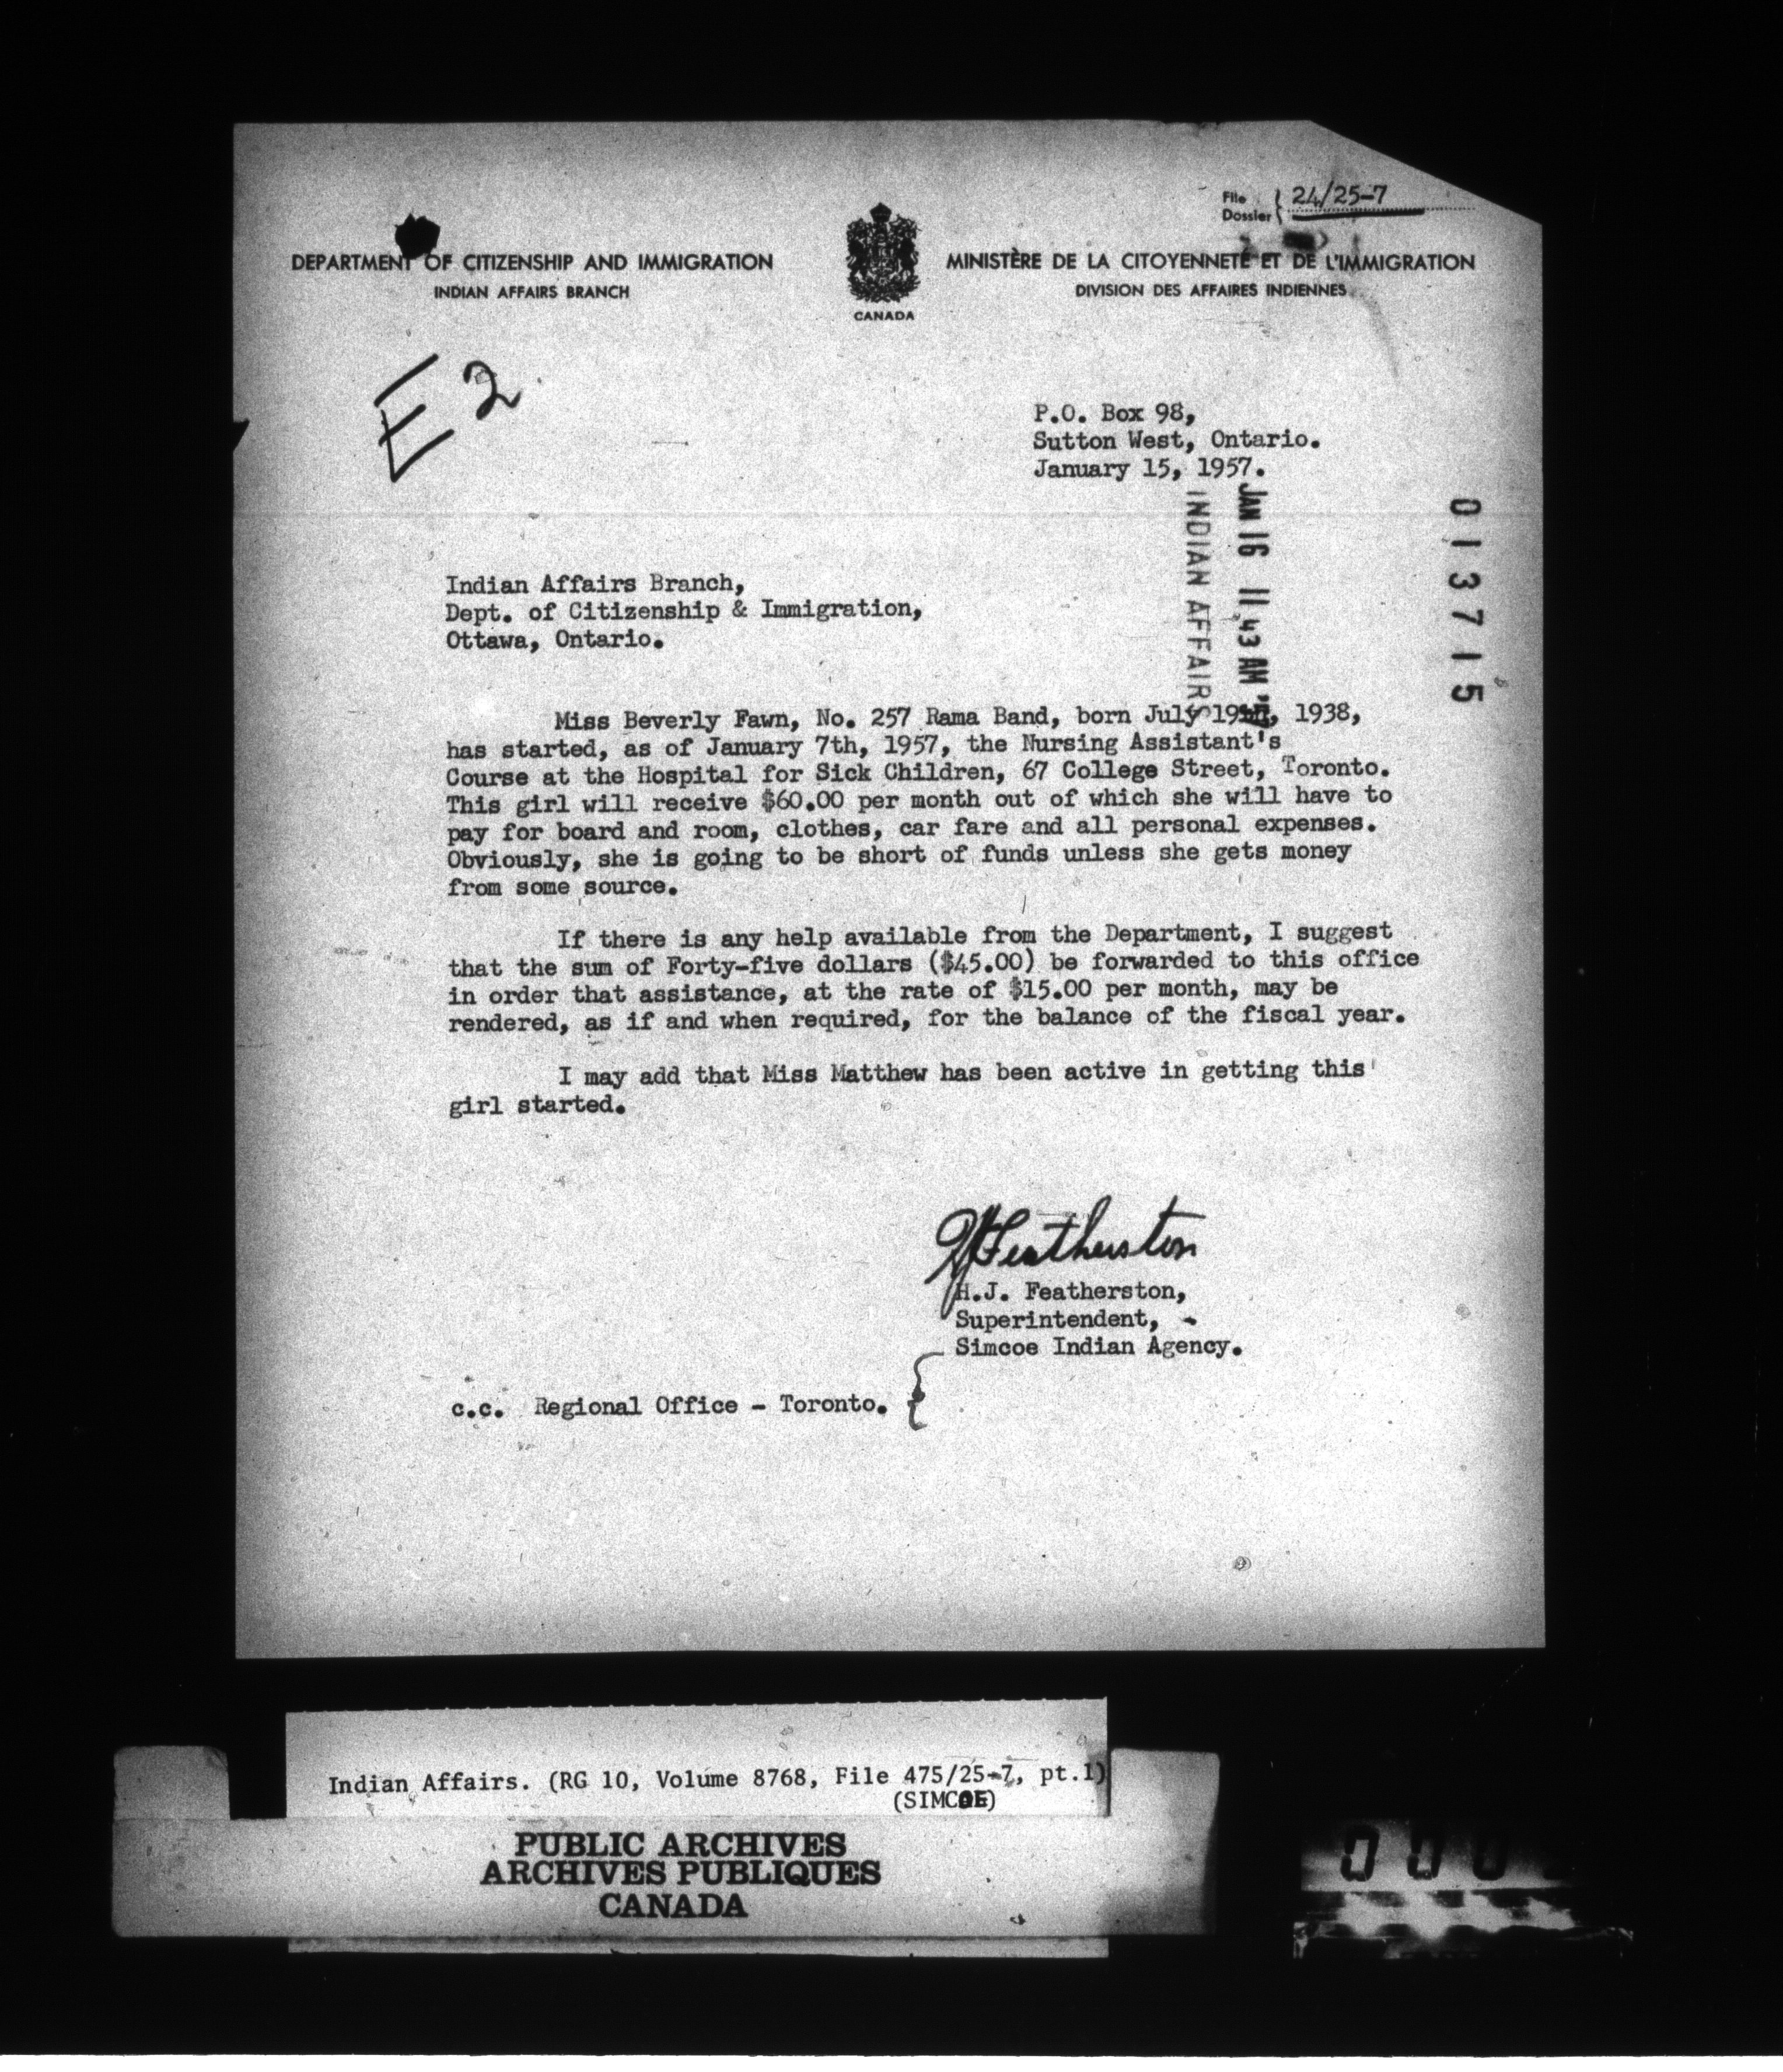 File
Dossier
24/25-7
DEPARTMENT OF CITIZENSHIP AND IMMIGRATION
INDIAN AFFAIRS BRANCH
CANADA
MINISTÈRE DE LA CITOYENNETÉ ET DE L'IMMIGRATION
DIVISION DES AFFAIRES INDIENNES
E 2
P.O. Box 98,
Sutton West, Ontario.
January 15, 1957.
JAN 16 11 43 AM
INDIAN AFFAIRS
013715
Indian Affairs Branch,
Dept. of Citizenship & Immigration,
Ottawa, Ontario.
Miss Beverly Fawn, No. 257 Rama Band, born July 19th, 1938,
has started, as of January 7th, 1957, the Nursing Assistant's
Course at the Hospital for Sick Children, 67 College Street, Toronto.
This girl will receive $60.00 per month out of which she will have to
pay for board and room, clothes, car fare and all personal expenses.
Obviously, she is going to be short of funds unless she gets money
from some source.
If there is any help available from the Department, I suggest
that the sum of Forty-five dollars ($45.00) be forwarded to this office
in order that assistance, at the rate of $15.00 per month, may be
rendered, as if and when required, for the balance of the fiscal year.
I may add that Miss Matthew has been active in getting this
girl started.
HJFeatherston
H.J. Featherston,
Superintendent,
Simcoe Indian Agency.
c.c. Regional Office - Toronto.
Indian Affairs. (RG 10, Volume 8768, File 475/25-7, pt.1)
(SIMCOE)
PUBLIC ARCHIVES
ARCHIVES PUBLIQUES
CANADA